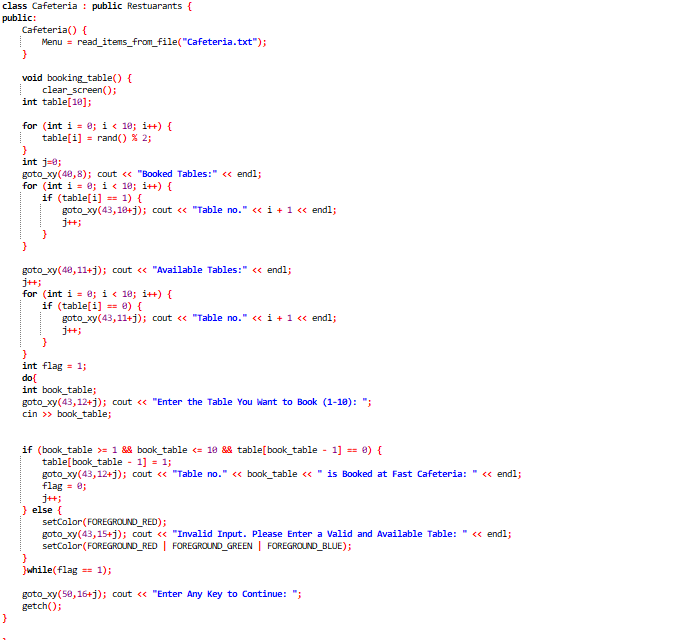 class Cafeteria : public Restuarants {
public:
    Cafeteria() {
        Menu = read_items_from_file("Cafeteria.txt");
    }

    void booking_table() {
        clear_screen();
    int table[10];

    for (int i = 0; i < 10; i++) {
        table[i] = rand() % 2;
    }
    int j=0;
    goto_xy(40,8); cout << "Booked Tables:" << endl;
    for (int i = 0; i < 10; i++) {
        if (table[i] == 1) {
            goto_xy(43,10+j); cout << "Table no." << i + 1 << endl;
            j++;
        }
    }

    goto_xy(40,11+j); cout << "Available Tables:" << endl;
    j++;
    for (int i = 0; i < 10; i++) {
        if (table[i] == 0) {
            goto_xy(43,11+j); cout << "Table no." << i + 1 << endl;
            j++;
        }
    }
    int flag = 1;
    do{
    int book_table;
    goto_xy(43,12+j); cout << "Enter the Table You Want to Book (1-10): ";
    cin >> book_table;


    if (book_table >= 1 && book_table <= 10 && table[book_table - 1] == 0) {
        table[book_table - 1] = 1;
        goto_xy(43,12+j); cout << "Table no." << book_table << " is Booked at Fast Cafeteria: " << endl;
        flag = 0;
        j++;
    } else {
        setColor(FOREGROUND_RED);
        goto_xy(43,15+j); cout << "Invalid Input. Please Enter a Valid and Available Table: " << endl;
        setColor(FOREGROUND_RED | FOREGROUND_GREEN | FOREGROUND_BLUE);
    }
    }while(flag == 1);

    goto_xy(50,16+j); cout << "Enter Any Key to Continue: ";
    getch();
}